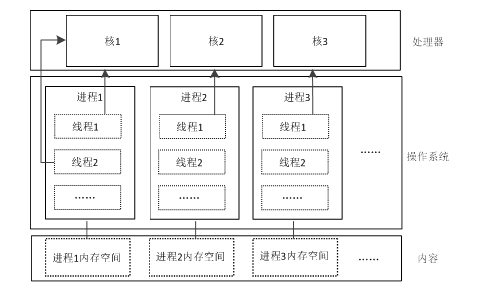 核1
核2
核3
处理器
进程1
进程2
进程3
线程1
线程1
线程1
线程2
线程2
线程2
……
……
……
……
操作系统
进程1内存空间
进程2内存空间
进程3内存空间
……
内容